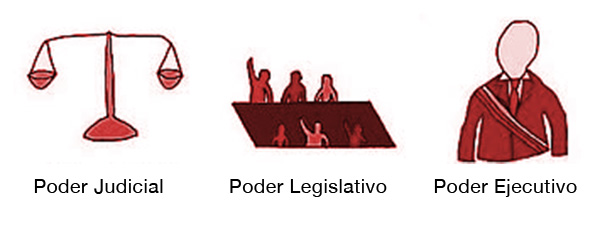 Poder Judicial
Poder Legislativo
Poder Ejecutivo